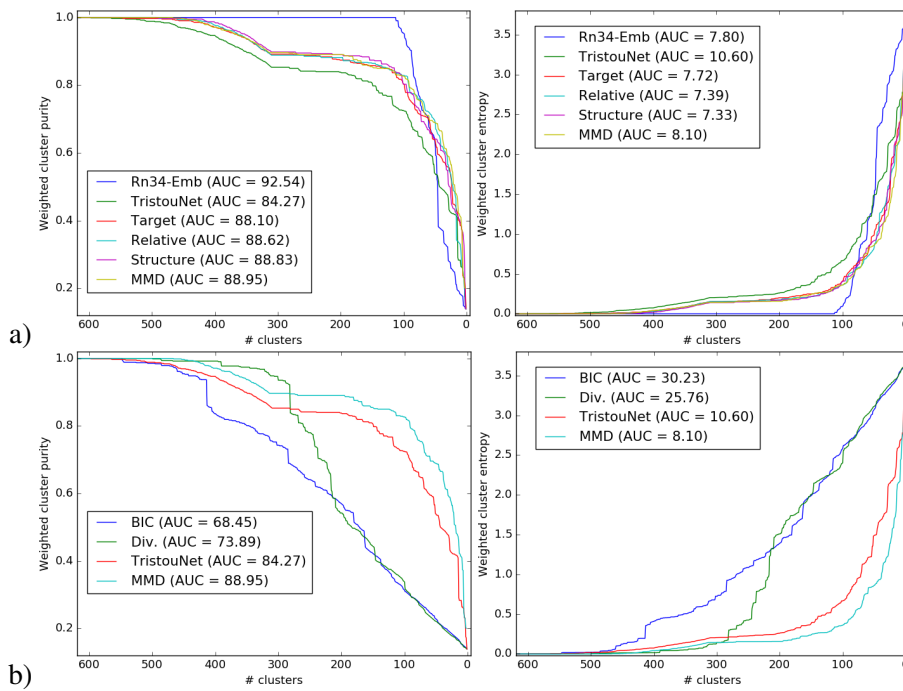 a)
Weighted cluster purity
1.0
0.8
0.6
0.4
0.2
Rn34-Emb (AUC = 92.54)
TristouNet (AUC = 84.27)
Target (AUC = 88.10)
Relative (AUC = 88.62)
Structure (AUC = 88.83)
MMD (AUC = 88.95)
600 500 400 300 200 100 0
# clusters
Weighted cluster entropy
3.5
3.0
2.5
2.0
1.5
1.0
0.5
0.0
Rn34-Emb (AUC = 7.80)
TristouNet (AUC = 10.60)
Target (AUC = 7.72)
Relative (AUC = 7.39)
Structure (AUC = 7.33)
MMD (AUC = 8.10)
600 500 400 300 200 100 0
# clusters
b)
Weighted cluster purity
1.0
0.8
0.6
0.4
0.2
BIC (AUC = 68.45)
Div. (AUC = 73.89)
TristouNet (AUC = 84.27)
MMD (AUC = 88.95)
600 500 400 300 200 100 0
# clusters
Weighted cluster entropy
3.5
3.0
2.5
2.0
1.5
1.0
0.5
0.0
BIC (AUC = 30.23)
Div. (AUC = 25.76)
TristouNet (AUC = 10.60)
MMD (AUC = 8.10)
600 500 400 300 200 100 0
# clusters